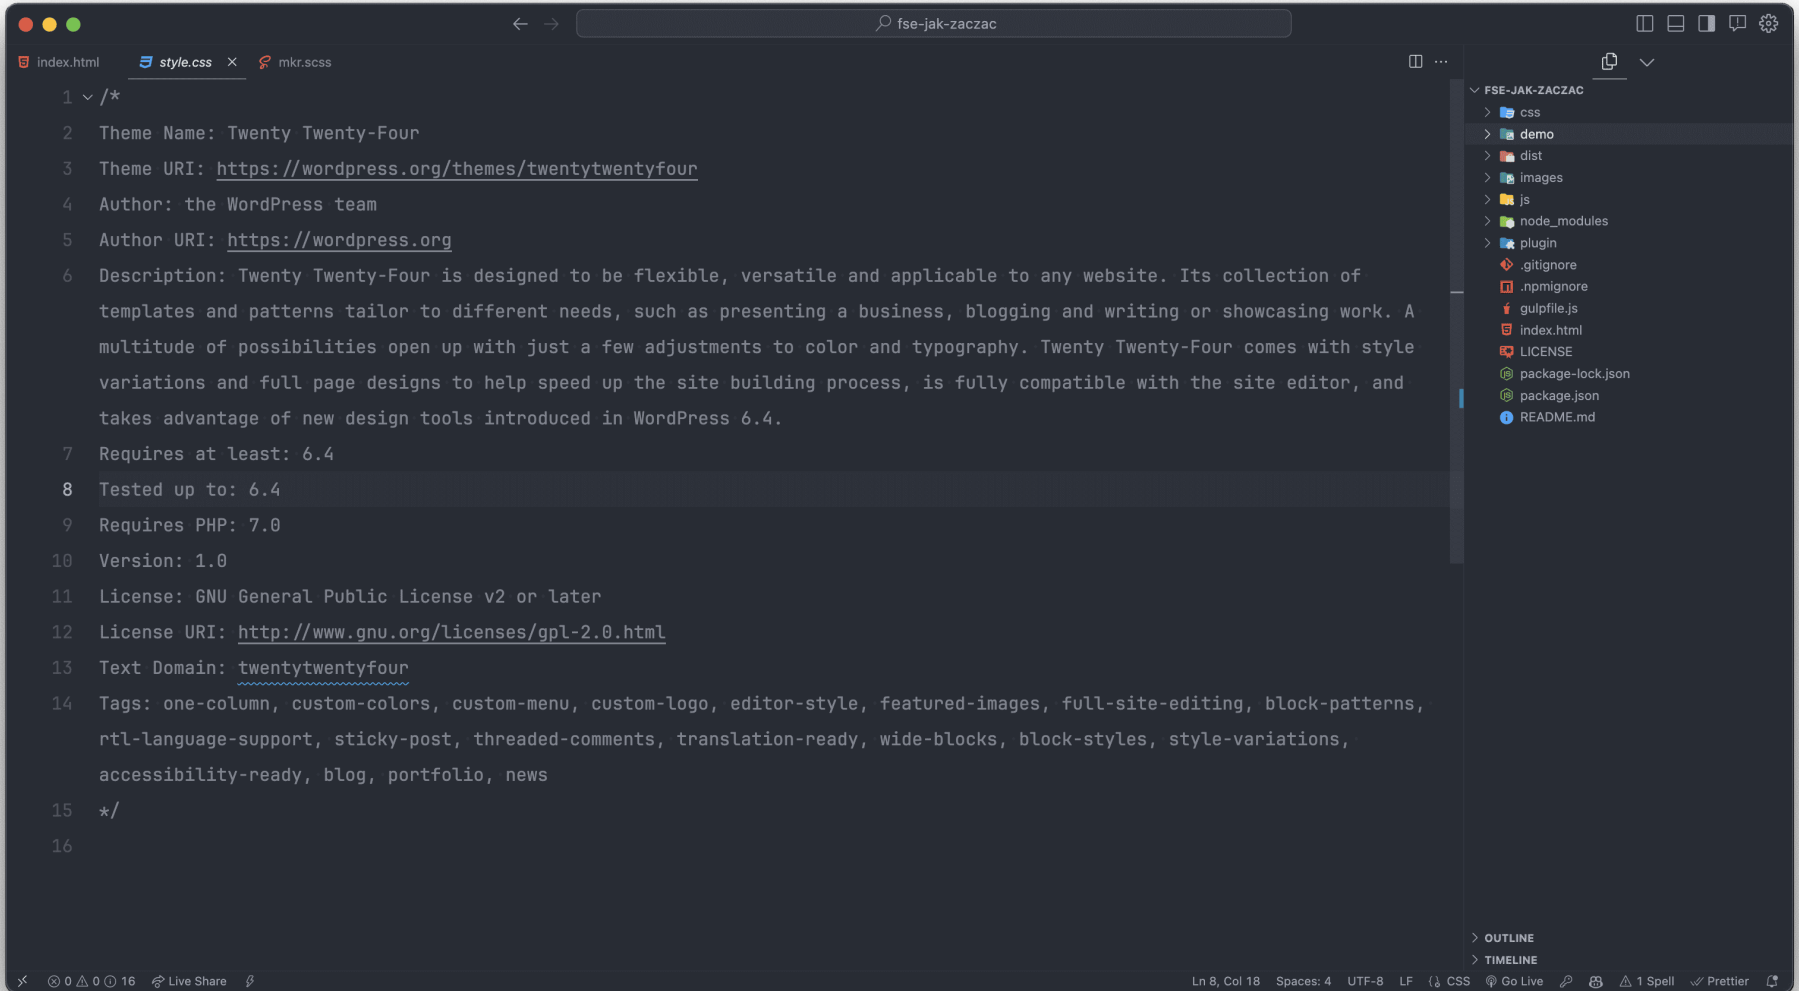 fse-jak-zaczac
index.html
style.css
mkr.scss
1 /*
2 Theme Name: Twenty Twenty-Four
3 Theme URI: https://wordpress.org/themes/twentytwentyfour
4 Author: the WordPress team
5 Author URI: https://wordpress.org
6 Description: Twenty Twenty-Four is designed to be flexible, versatile and applicable to any website. Its collection of
templates and patterns tailor to different needs, such as presenting a business, blogging and writing or showcasing work. A
multitude of possibilities open up with just a few adjustments to color and typography. Twenty Twenty-Four comes with style
variations and full page designs to help speed up the site building process, is fully compatible with the site editor, and
takes advantage of new design tools introduced in WordPress 6.4.
7 Requires at least: 6.4
8 Tested up to: 6.4
9 Requires PHP: 7.0
10 Version: 1.0
11 License: GNU General Public License v2 or later
12 License URI: http://www.gnu.org/licenses/gpl-2.0.html
13 Text Domain: twentytwentyfour
14 Tags: one-column, custom-colors, custom-menu, custom-logo, editor-style, featured-images, full-site-editing, block-patterns,
rtl-language-support, sticky-post, threaded-comments, translation-ready, wide-blocks, block-styles, style-variations,
accessibility-ready, blog, portfolio, news
15 */
16
FSE-JAK-ZACZAC
css
demo
dist
images
js
node_modules
plugin
.gitignore
.npmignore
gulpfile.js
index.html
LICENSE
package-lock.json
package.json
README.md
OUTLINE
TIMELINE
0 0 16 Live Share
Ln 8, Col 18 Spaces: 4 UTF-8 LF CSS Go Live 1 Spell Prettier